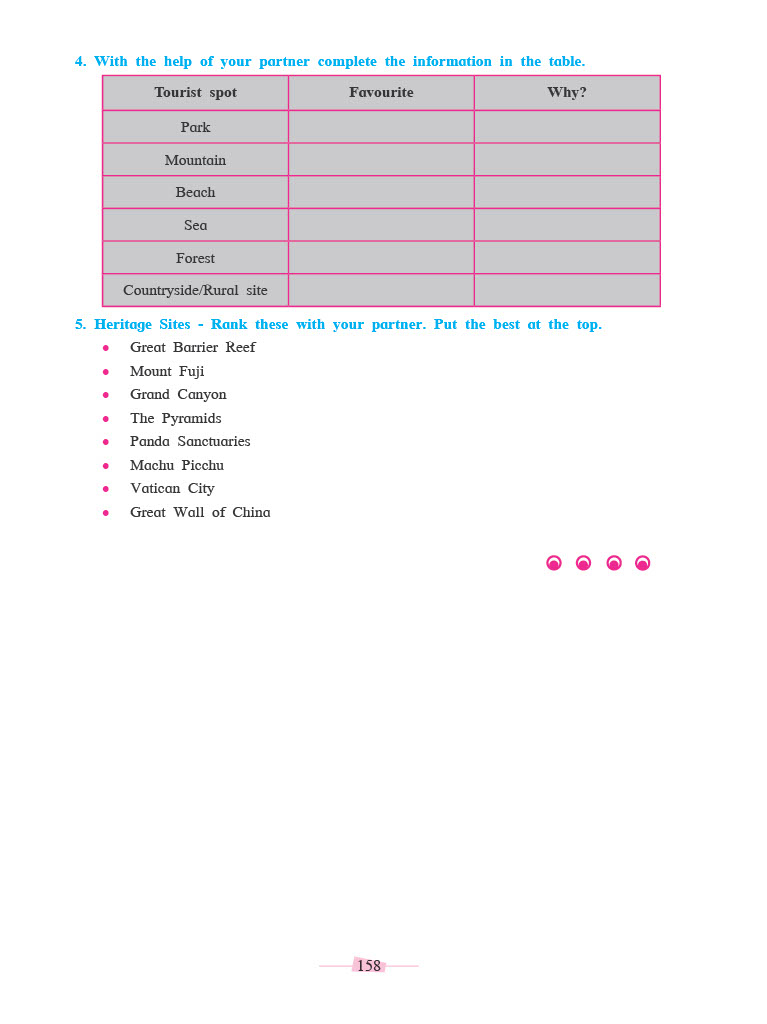 4. With the help of your partner complete the information in the table.
Tourist spot Favourite Why?
Park
Mountain
Beach
Sea
Forest
Countryside/Rural site
5. Heritage Sites - Rank these with your partner. Put the best at the top.
• Great Barrier Reef
• Mount Fuji
• Grand Canyon
• The Pyramids
• Panda Sanctuaries
• Machu Picchu
• Vatican City
• Great Wall of China
158